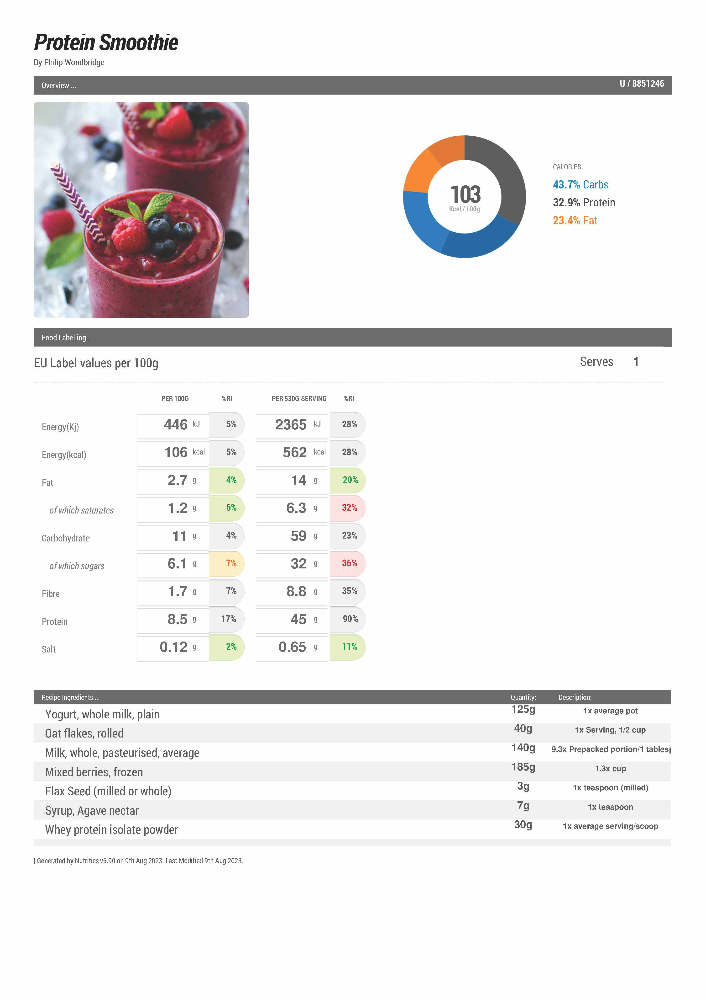 Protein Smoothie
By Philip Woodbridge
Overview ... U / 8851246
103
Kcal / 100g
CALORIES:
43.7% Carbs
32.9% Protein
23.4% Fat
Food Labelling...
EU Label values per 100g Serves 1
PER 100G %RI PER 530G SERVING %RI
Energy(Kj) 446 kJ 5% 2365 kJ 28%
Energy(kcal) 106 kcal 5% 562 kcal 28%
Fat 2.7 g 4% 14 g 20%
of which saturates 1.2 g 6% 6.3 g 32%
Carbohydrate 11 g 4% 59 g 23%
of which sugars 6.1 g 7% 32 g 36%
Fibre 1.7 g 7% 8.8 g 35%
Protein 8.5 g 17% 45 g 90%
Salt 0.12 g 2% 0.65 g 11%
Recipe Ingredients ... Quantity: Description:
Yogurt, whole milk, plain 125g 1x average pot
Oat flakes, rolled 40g 1x Serving, 1/2 cup
Milk, whole, pasteurised, average 140g 9.3x Prepacked portion/1 tables
Mixed berries, frozen 185g 1.3x cup
Flax Seed (milled or whole) 3g 1x teaspoon (milled)
Syrup, Agave nectar 7g 1x teaspoon
Whey protein isolate powder 30g 1x average serving/scoop
| Generated by Nutritics v5.90 on 9th Aug 2023. Last Modified 9th Aug 2023.